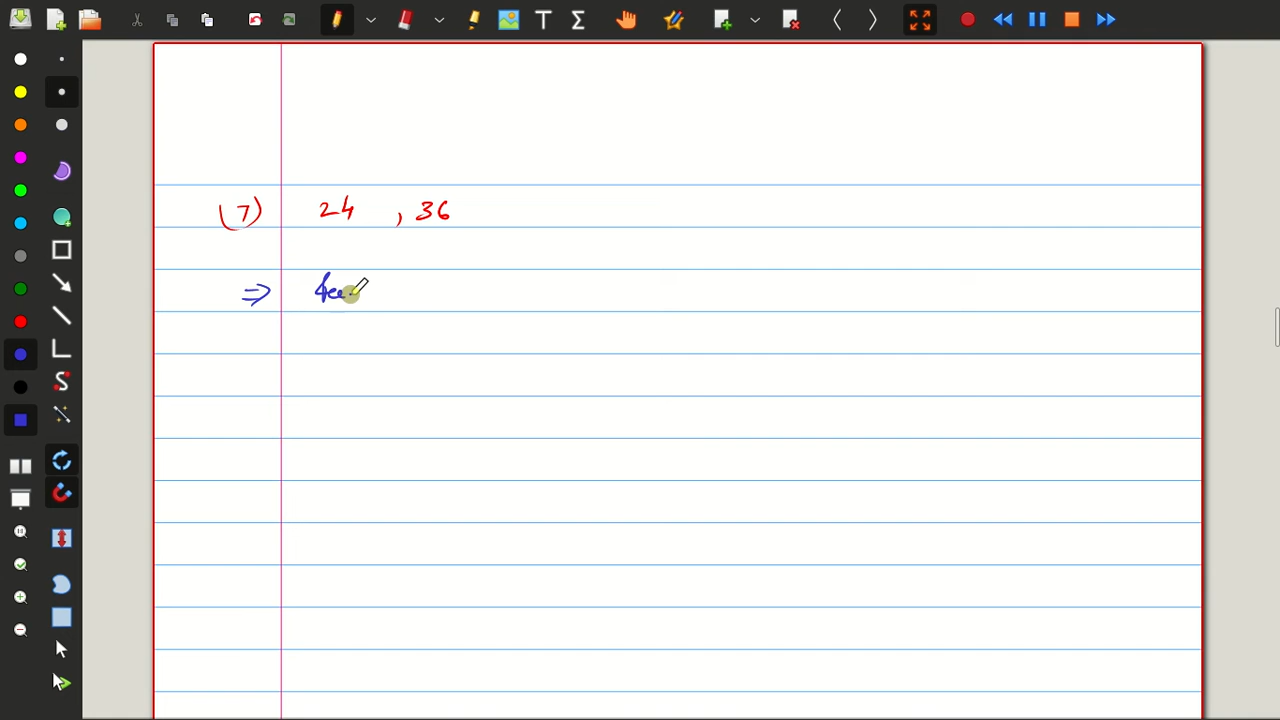 (7) 24 , 36
⇒